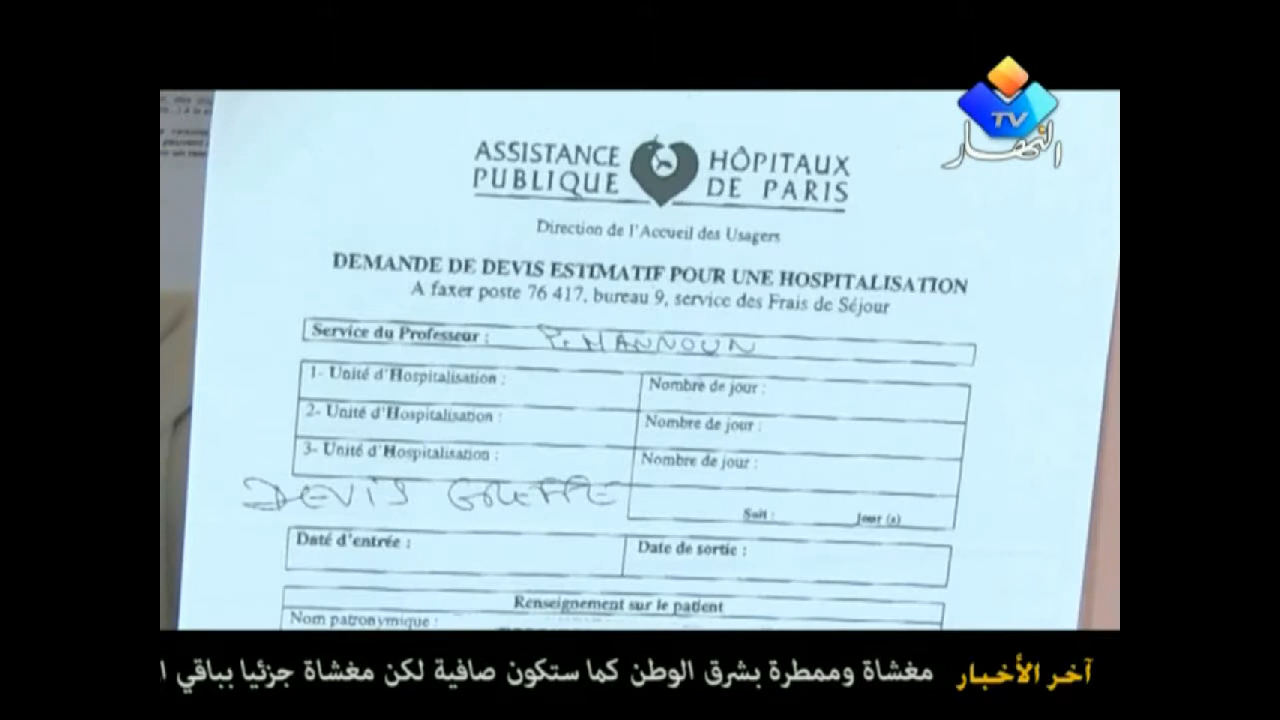 TV
النهار
ASSISTANCE PUBLIQUE
HÔPITAUX DE PARIS
Direction de l'Accueil des Usagers
DEMANDE DE DEVIS ESTIMATIF POUR UNE HOSPITALISATION
A faxer poste 76 417, bureau 9, service des Frais de Séjour
Service du Professeur : Pr HANNOUN
1- Unité d'Hospitalisation : Nombre de jour :
2- Unité d'Hospitalisation : Nombre de jour :
3- Unité d'Hospitalisation : Nombre de jour :
DEVIS GREFFE
Soit : jour (s)
Daté d'entrée : Date de sortie :
Renseignement sur le patient
Nom patronymique :
آخر الأخبار مغشاة وممطرة بشرق الوطن كما ستكون صافية لكن مغشاة جزئيا بباقي ا